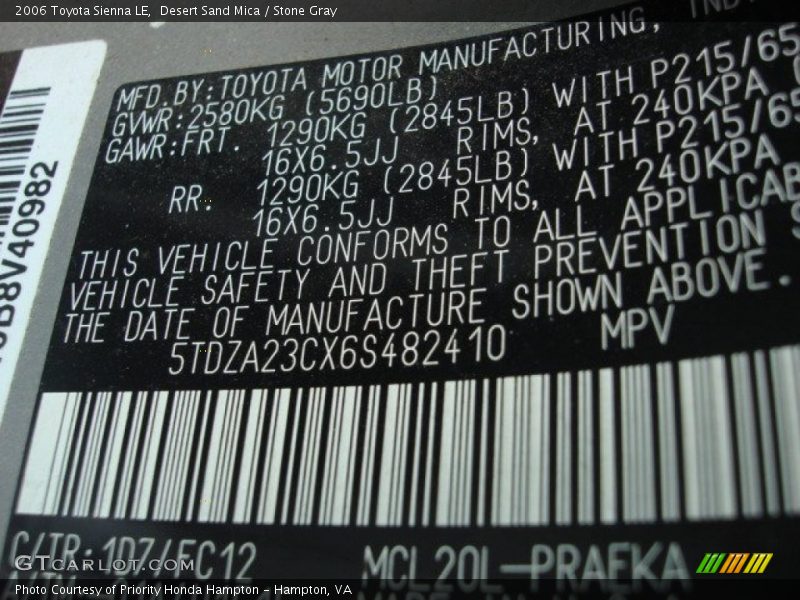 2006 Toyota Sienna LE,  Desert Sand Mica / Stone Gray
MFD.BY:TOYOTA MOTOR MANUFACTURING,
GVWR:2580KG (5690LB)
GAWR:FRT. 1290KG (2845LB) WITH P215/65
16X6.5JJ RIMS, AT 240KPA
RR. 1290KG (2845LB) WITH P215/65
16X6.5JJ RIMS, AT 240KPA
THIS VEHICLE CONFORMS TO ALL APPLICAB
VEHICLE SAFETY AND THEFT PREVENTION S
THE DATE OF MANUFACTURE SHOWN ABOVE.
5TDZA23CX6S482410 MPV
B8V40982
C/TR:1D7/FC12 MCL20L-PRAFKA
GTcarlot.com
Photo Courtesy of Priority Honda Hampton - Hampton, VA